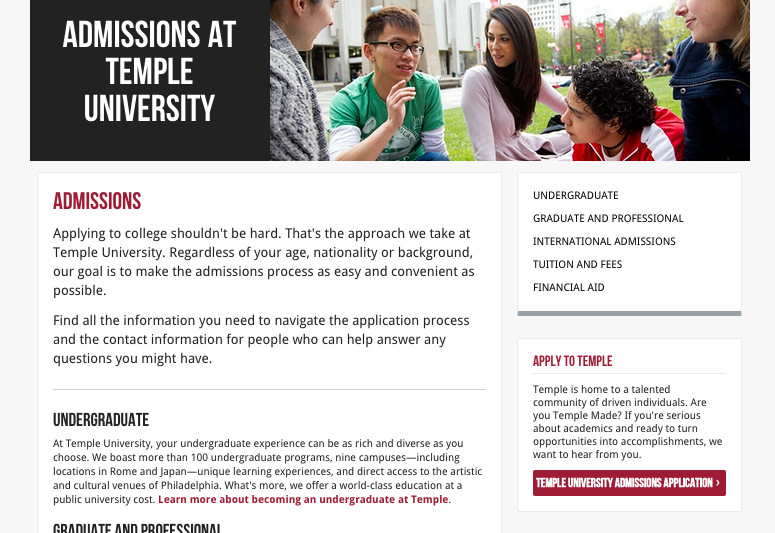 ADMISSIONS AT
TEMPLE
UNIVERSITY
ADMISSIONS
Applying to college shouldn't be hard. That's the approach we take at
Temple University. Regardless of your age, nationality or background,
our goal is to make the admissions process as easy and convenient as
possible.
Find all the information you need to navigate the application process
and the contact information for people who can help answer any
questions you might have.
UNDERGRADUATE
At Temple University, your undergraduate experience can be as rich and diverse as you
choose. We boast more than 100 undergraduate programs, nine campuses—including
locations in Rome and Japan—unique learning experiences, and direct access to the artistic
and cultural venues of Philadelphia. What's more, we offer a world-class education at a
public university cost. Learn more about becoming an undergraduate at Temple.
GRADUATE AND PROFESSIONAL
UNDERGRADUATE
GRADUATE AND PROFESSIONAL
INTERNATIONAL ADMISSIONS
TUITION AND FEES
FINANCIAL AID
APPLY TO TEMPLE
Temple is home to a talented
community of driven individuals. Are
you Temple Made? If you're serious
about academics and ready to turn
opportunities into accomplishments, we
want to hear from you.
TEMPLE UNIVERSITY ADMISSIONS APPLICATION ›